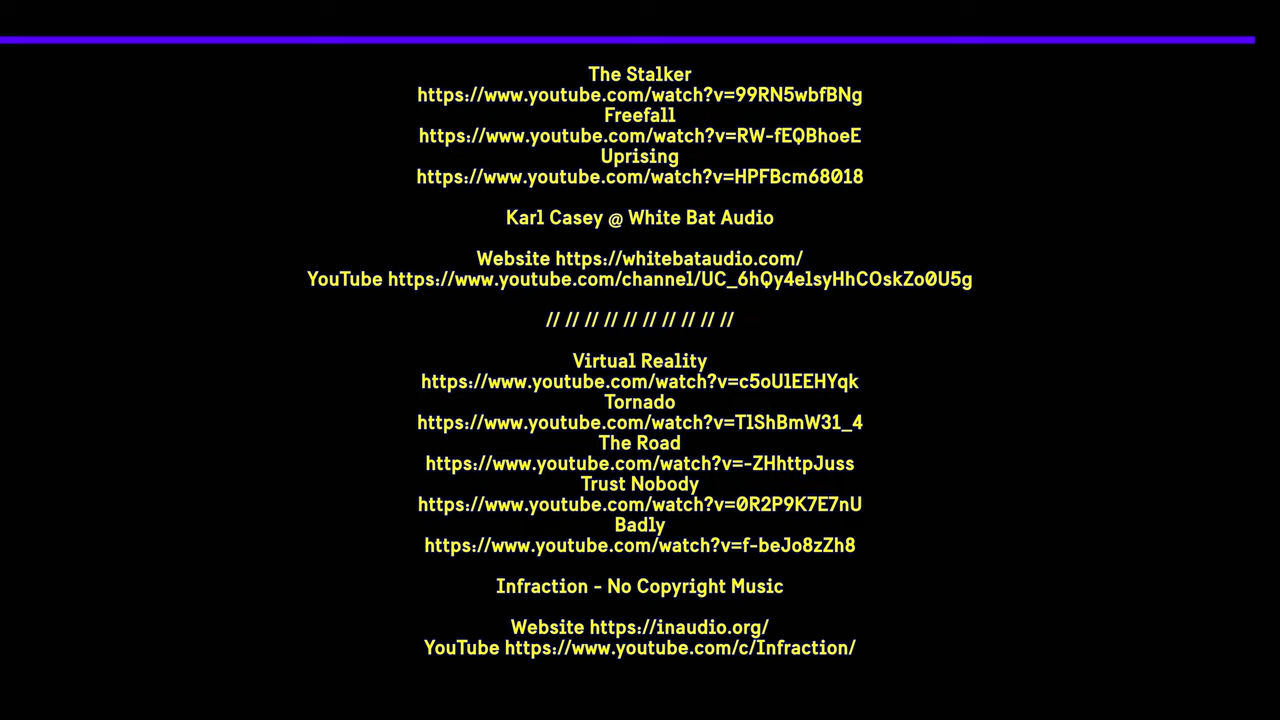 The Stalker
https://www.youtube.com/watch?v=99RN5wbfBNg
Freefall
https://www.youtube.com/watch?v=RW-fEQBhoeE
Uprising
https://www.youtube.com/watch?v=HPFBcm68018
Karl Casey @ White Bat Audio
Website https://whitebataudio.com/
YouTube https://www.youtube.com/channel/UC_6hQy4elsyHhCOskZo0U5g
// // // // // // // // // //
Virtual Reality
https://www.youtube.com/watch?v=c5oUlEEHYqk
Tornado
https://www.youtube.com/watch?v=TlShBmW31_4
The Road
https://www.youtube.com/watch?v=-ZHhttpJuss
Trust Nobody
https://www.youtube.com/watch?v=0R2P9K7E7nU
Badly
https://www.youtube.com/watch?v=f-beJo8zZh8
Infraction - No Copyright Music
Website https://inaudio.org/
YouTube https://www.youtube.com/c/Infraction/